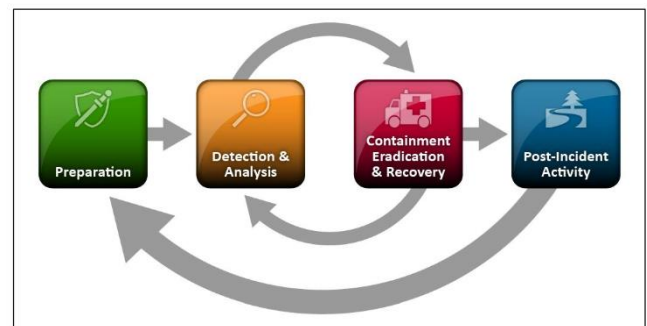 Preparation
Detection &
Analysis
Containment
Eradication
& Recovery
Post-Incident
Activity